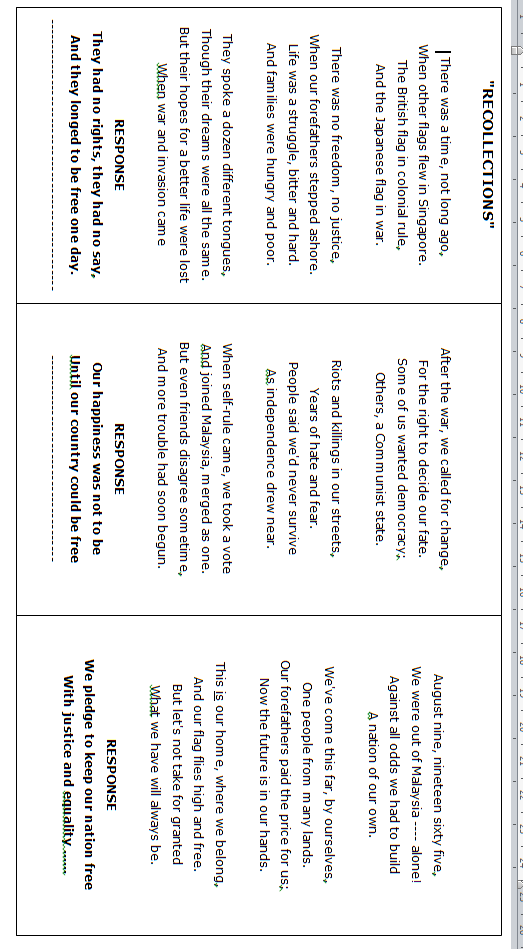 "RECOLLECTIONS"
There was a time, not long ago,
When other flags flew in Singapore.
The British flag in colonial rule,
And the Japanese flag in war.
There was no freedom, no justice,
When our forefathers stepped ashore.
Life was a struggle, bitter and hard.
And families were hungry and poor.
They spoke a dozen different tongues,
Though their dreams were all the same.
But their hopes for a better life were lost
When war and invasion came
RESPONSE
They had no rights, they had no say,
And they longed to be free one day.
--------------------------------------------------
After the war, we called for change,
For the right to decide our fate.
Some of us wanted democracy;
Others, a Communist state.
Riots and killings in our streets,
Years of hate and fear.
People said we'd never survive
As independence drew near.
When self-rule came, we took a vote
And joined Malaysia, merged as one.
But even friends disagree sometime,
And more trouble had soon begun.
RESPONSE
Our happiness was not to be
Until our country could be free
--------------------------------------
August nine, nineteen sixty five,
We were out of Malaysia ---- alone!
Against all odds we had to build
A nation of our own.
We've come this far, by ourselves,
One people from many lands.
Our forefathers paid the price for us;
Now the future is in our hands.
This is our home, where we belong,
And our flag flies high and free.
But let's not take for granted
What we have will always be.
RESPONSE
We pledge to keep our nation free
With justice and equality......